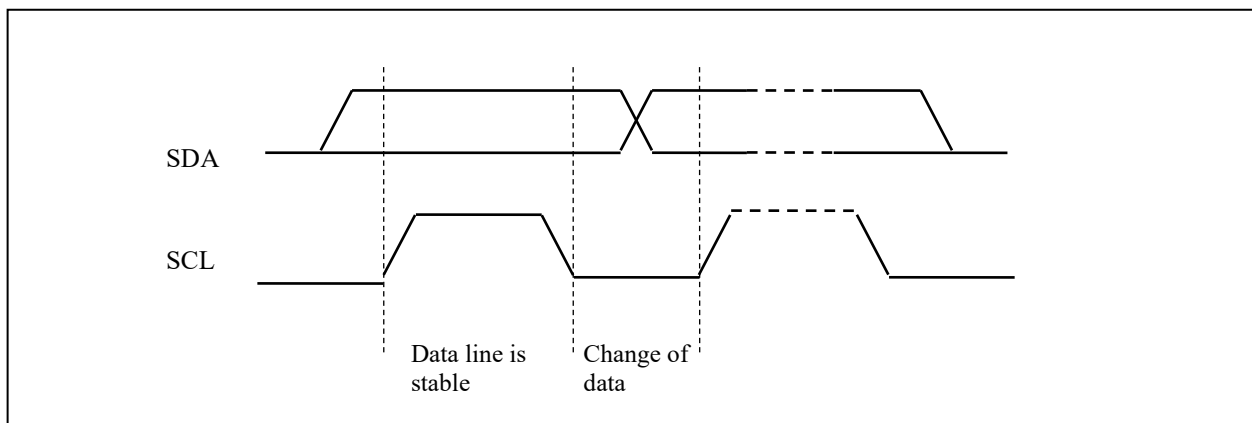 SDA
SCL
Data line is
stable
Change of
data